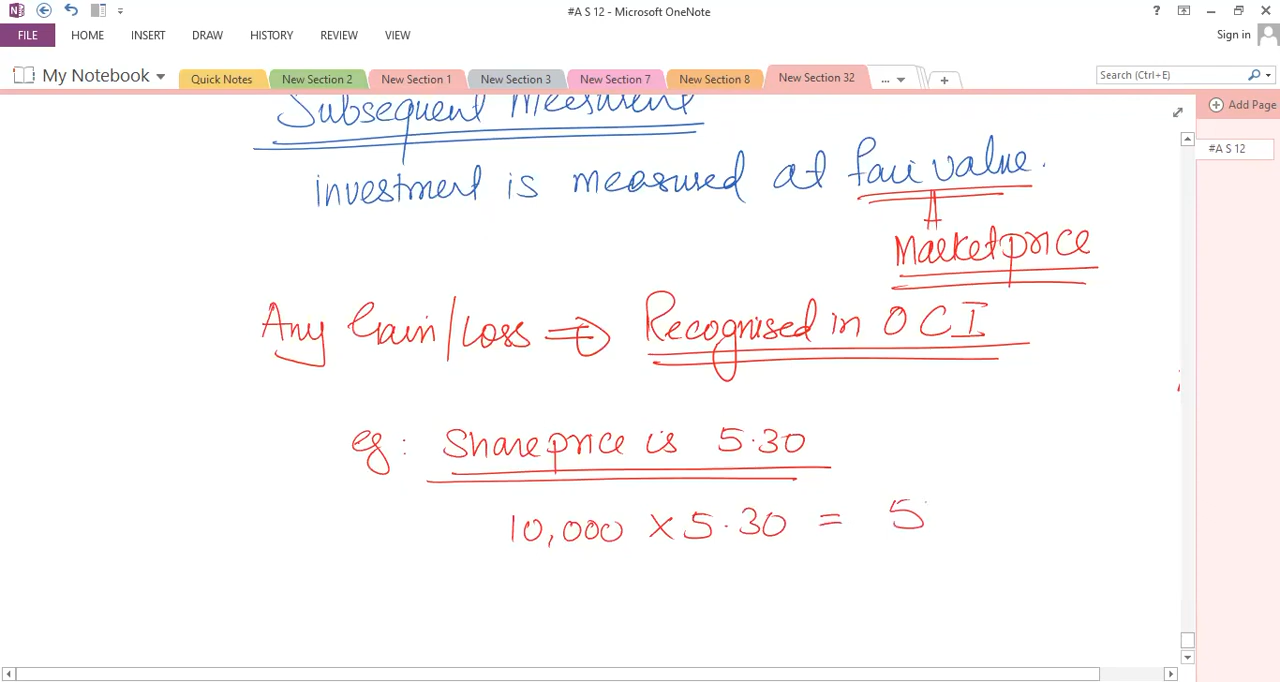 #A S 12 - Microsoft OneNote
?
FILE HOME INSERT DRAW HISTORY REVIEW VIEW
Sign in
My Notebook Quick Notes New Section 2 New Section 1 New Section 3 New Section 7 New Section 8 New Section 32 ... +
Search (Ctrl+E)
Add Page
#A S 12
Subsequent Measurement
investment is measured at fair value.
Marketprice
Any Gain/Loss ⇒ Recognised in OCI
eg: Shareprice is 5.30
10,000 × 5.30 = 5